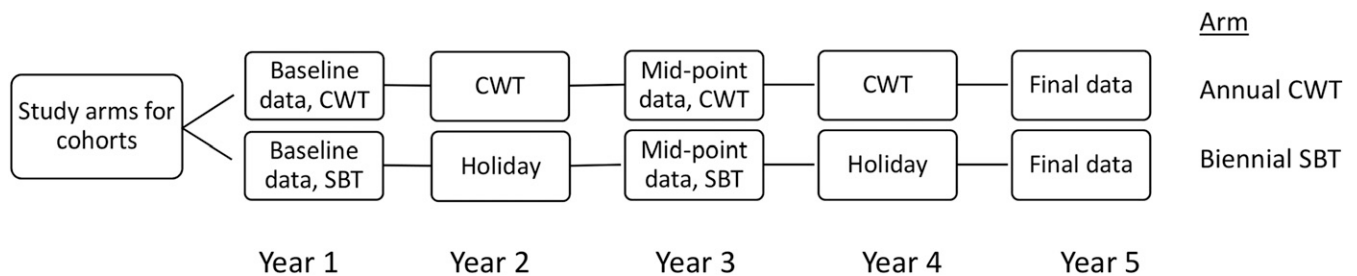 Arm
Study arms for
cohorts
Baseline
data, CWT
CWT
Mid-point
data, CWT
CWT
Final data
Annual CWT
Baseline
data, SBT
Holiday
Mid-point
data, SBT
Holiday
Final data
Biennial SBT
Year 1
Year 2
Year 3
Year 4
Year 5